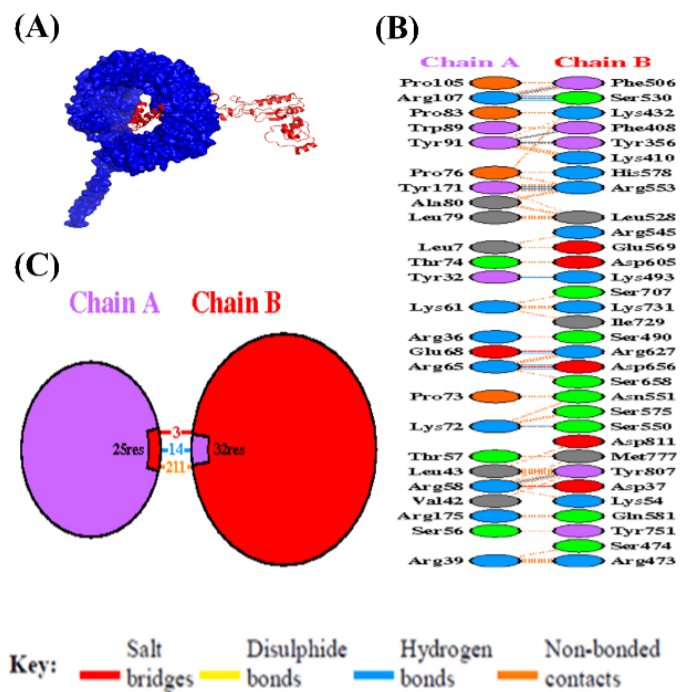 (A)
(B)
Chain A Chain B
Pro105 Phe506
Arg107 Ser530
Pro83 Lys432
Trp89 Phe408
Tyr91 Tyr356
Lys410
Pro76 His578
Tyr171 Arg553
Ala80
Leu79 Leu528
Arg545
Leu7 Glu569
Thr74 Asp605
Tyr32 Lys493
Ser707
Lys61 Lys731
Ile729
Arg36 Ser490
Glu68 Arg627
Arg65 Asp656
Ser658
Pro73 Asn551
Ser575
Lys72 Ser550
Asp811
Thr57 Met777
Leu43 Tyr807
Arg58 Asp37
Val42 Lys54
Arg175 Gln581
Ser56 Tyr751
Ser474
Arg39 Arg473
(C)
Chain A Chain B
3
25res 14 32res
211
Key: Salt bridges
Disulphide bonds
Hydrogen bonds
Non-bonded contacts